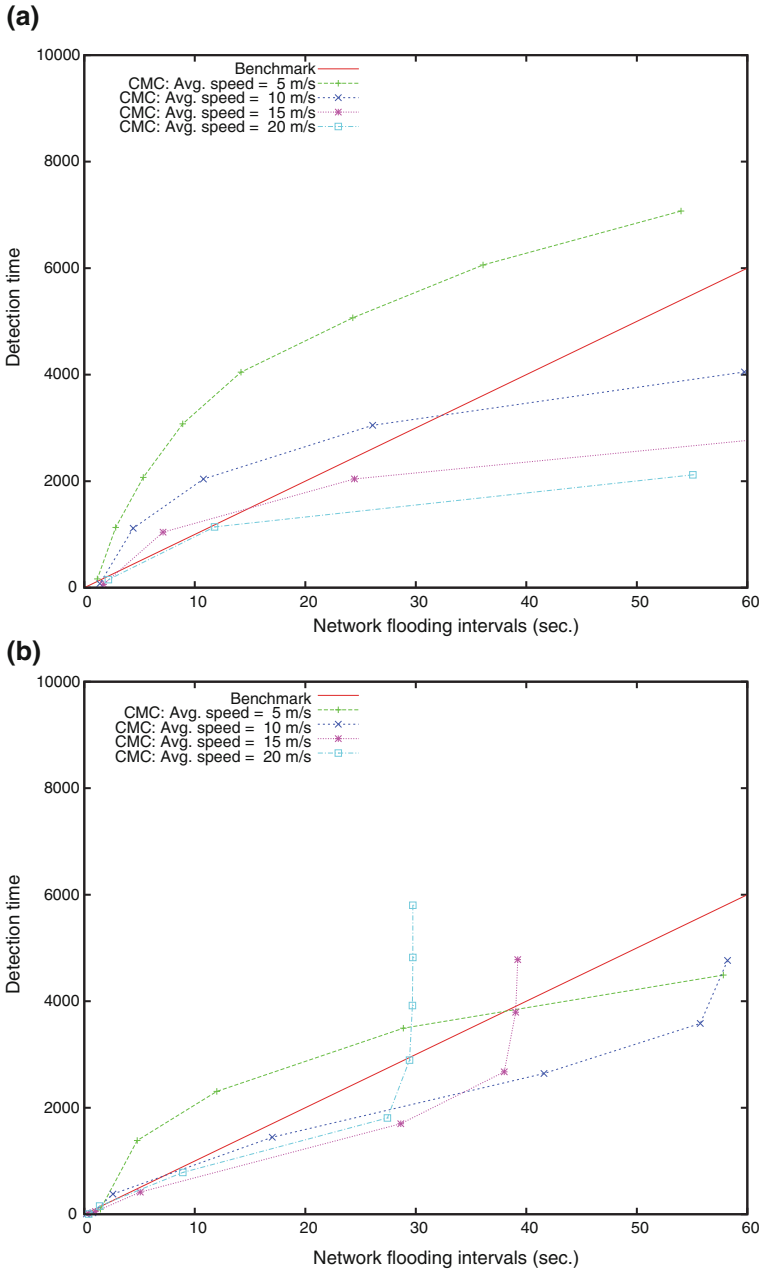 (a)
10000
8000
6000
4000
2000
0
Detection time
Benchmark
CMC: Avg. speed = 5 m/s
CMC: Avg. speed = 10 m/s
CMC: Avg. speed = 15 m/s
CMC: Avg. speed = 20 m/s
0 10 20 30 40 50 60
Network flooding intervals (sec.)
(b)
10000
8000
6000
4000
2000
0
Detection time
Benchmark
CMC: Avg. speed = 5 m/s
CMC: Avg. speed = 10 m/s
CMC: Avg. speed = 15 m/s
CMC: Avg. speed = 20 m/s
0 10 20 30 40 50 60
Network flooding intervals (sec.)